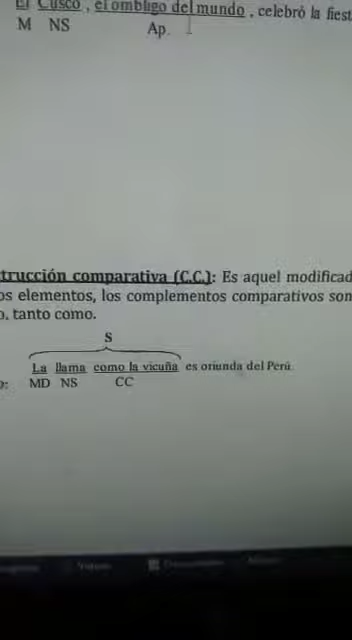 El Cusco , el ombligo del mundo , celebró la fiest
M NS Ap.
trucción comparativa (C.C.): Es aquel modificad
os elementos, los complementos comparativos son
o, tanto como.
S
La llama como la vicuña es oriunda del Perú.
o: MD NS CC